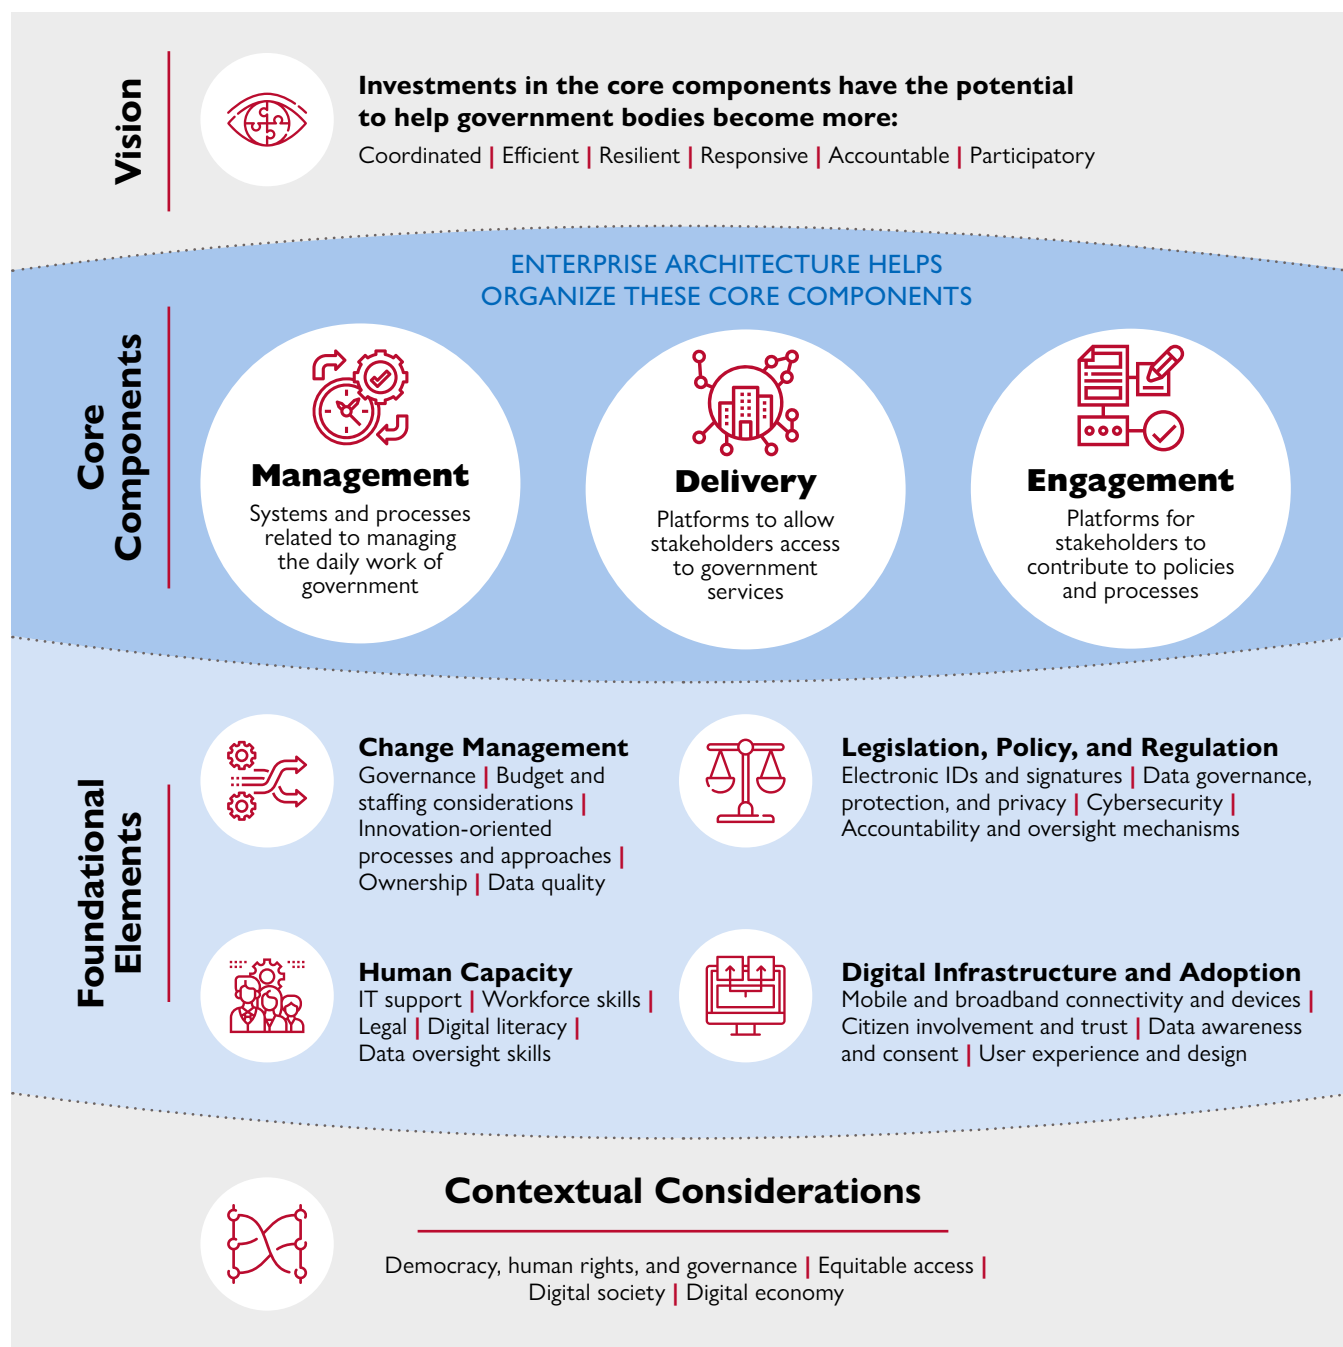 Vision
Investments in the core components have the potential
to help government bodies become more:
Coordinated | Efficient | Resilient | Responsive | Accountable | Participatory
Core
Components
ENTERPRISE ARCHITECTURE HELPS
ORGANIZE THESE CORE COMPONENTS
Management
Systems and processes
related to managing
the daily work of
government
Delivery
Platforms to allow
stakeholders access
to government
services
Engagement
Platforms for
stakeholders to
contribute to policies
and processes
Foundational
Elements
Change Management
Governance | Budget and
staffing considerations |
Innovation-oriented
processes and approaches |
Ownership | Data quality
Legislation, Policy, and Regulation
Electronic IDs and signatures | Data governance,
protection, and privacy | Cybersecurity |
Accountability and oversight mechanisms
Human Capacity
IT support | Workforce skills |
Legal | Digital literacy |
Data oversight skills
Digital Infrastructure and Adoption
Mobile and broadband connectivity and devices |
Citizen involvement and trust | Data awareness
and consent | User experience and design
Contextual Considerations
Democracy, human rights, and governance | Equitable access |
Digital society | Digital economy